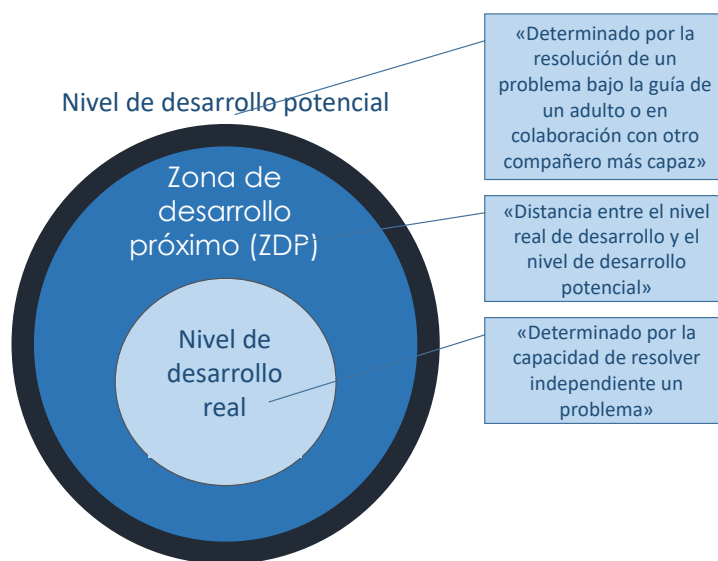 Nivel de desarrollo potencial
Zona de
desarrollo
próximo (ZDP)
Nivel de
desarrollo
real
«Determinado por la
resolución de un
problema bajo la guía de
un adulto o en
colaboración con otro
compañero más capaz»
«Distancia entre el nivel
real de desarrollo y el
nivel de desarrollo
potencial»
«Determinado por la
capacidad de resolver
independiente un
problema»